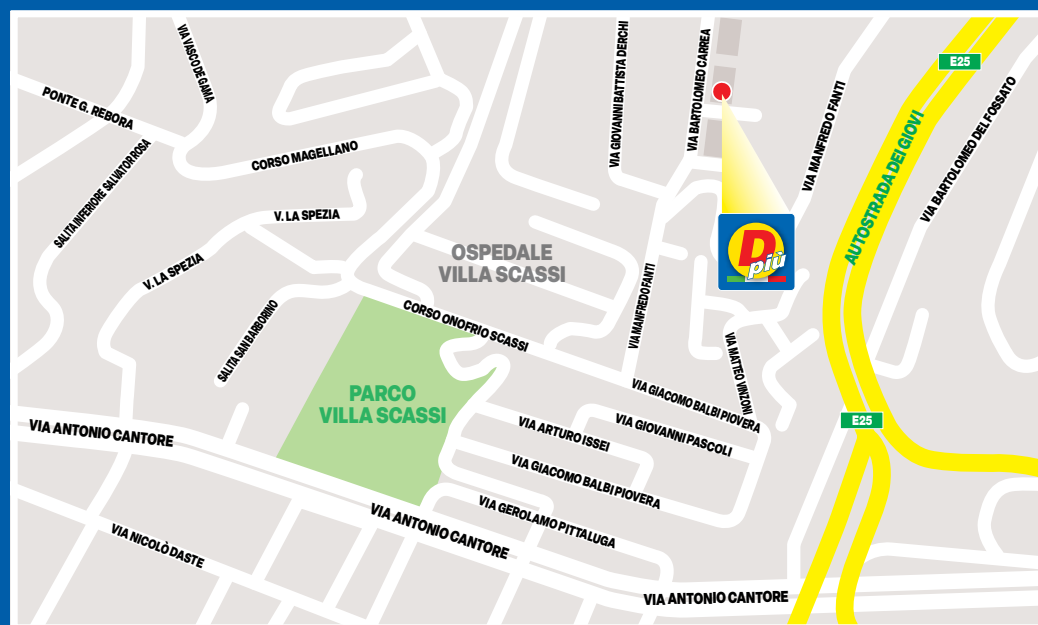 VIA VASCO DE GAMA
VIA GIOVANNI BATTISTA DERCHI
VIA BARTOLOMEO CARREA
E25
PONTE G. REBORA
VIA MANFREDO FANTI
VIA BARTOLOMEO DEL FOSSATO
AUTOSTRADA DEI GIOVI
CORSO MAGELLANO
SALITA INFERIORE SALVATOR ROSA
V. LA SPEZIA
OSPEDALE
VILLA SCASSI
D
più
V. LA SPEZIA
VIA MANFREDO FANTI
SALITA SAN BARBORINO
CORSO ONOFRIO SCASSI
VIA MATTEO VINZONI
PARCO
VILLA SCASSI
VIA GIACOMO BALBI PIOVERA
E25
VIA GIOVANNI PASCOLI
VIA ARTURO ISSEI
VIA ANTONIO CANTORE
VIA GIACOMO BALBI PIOVERA
VIA GEROLAMO PITTALUGA
VIA ANTONIO CANTORE
VIA NICOLÒ DASTE
VIA ANTONIO CANTORE